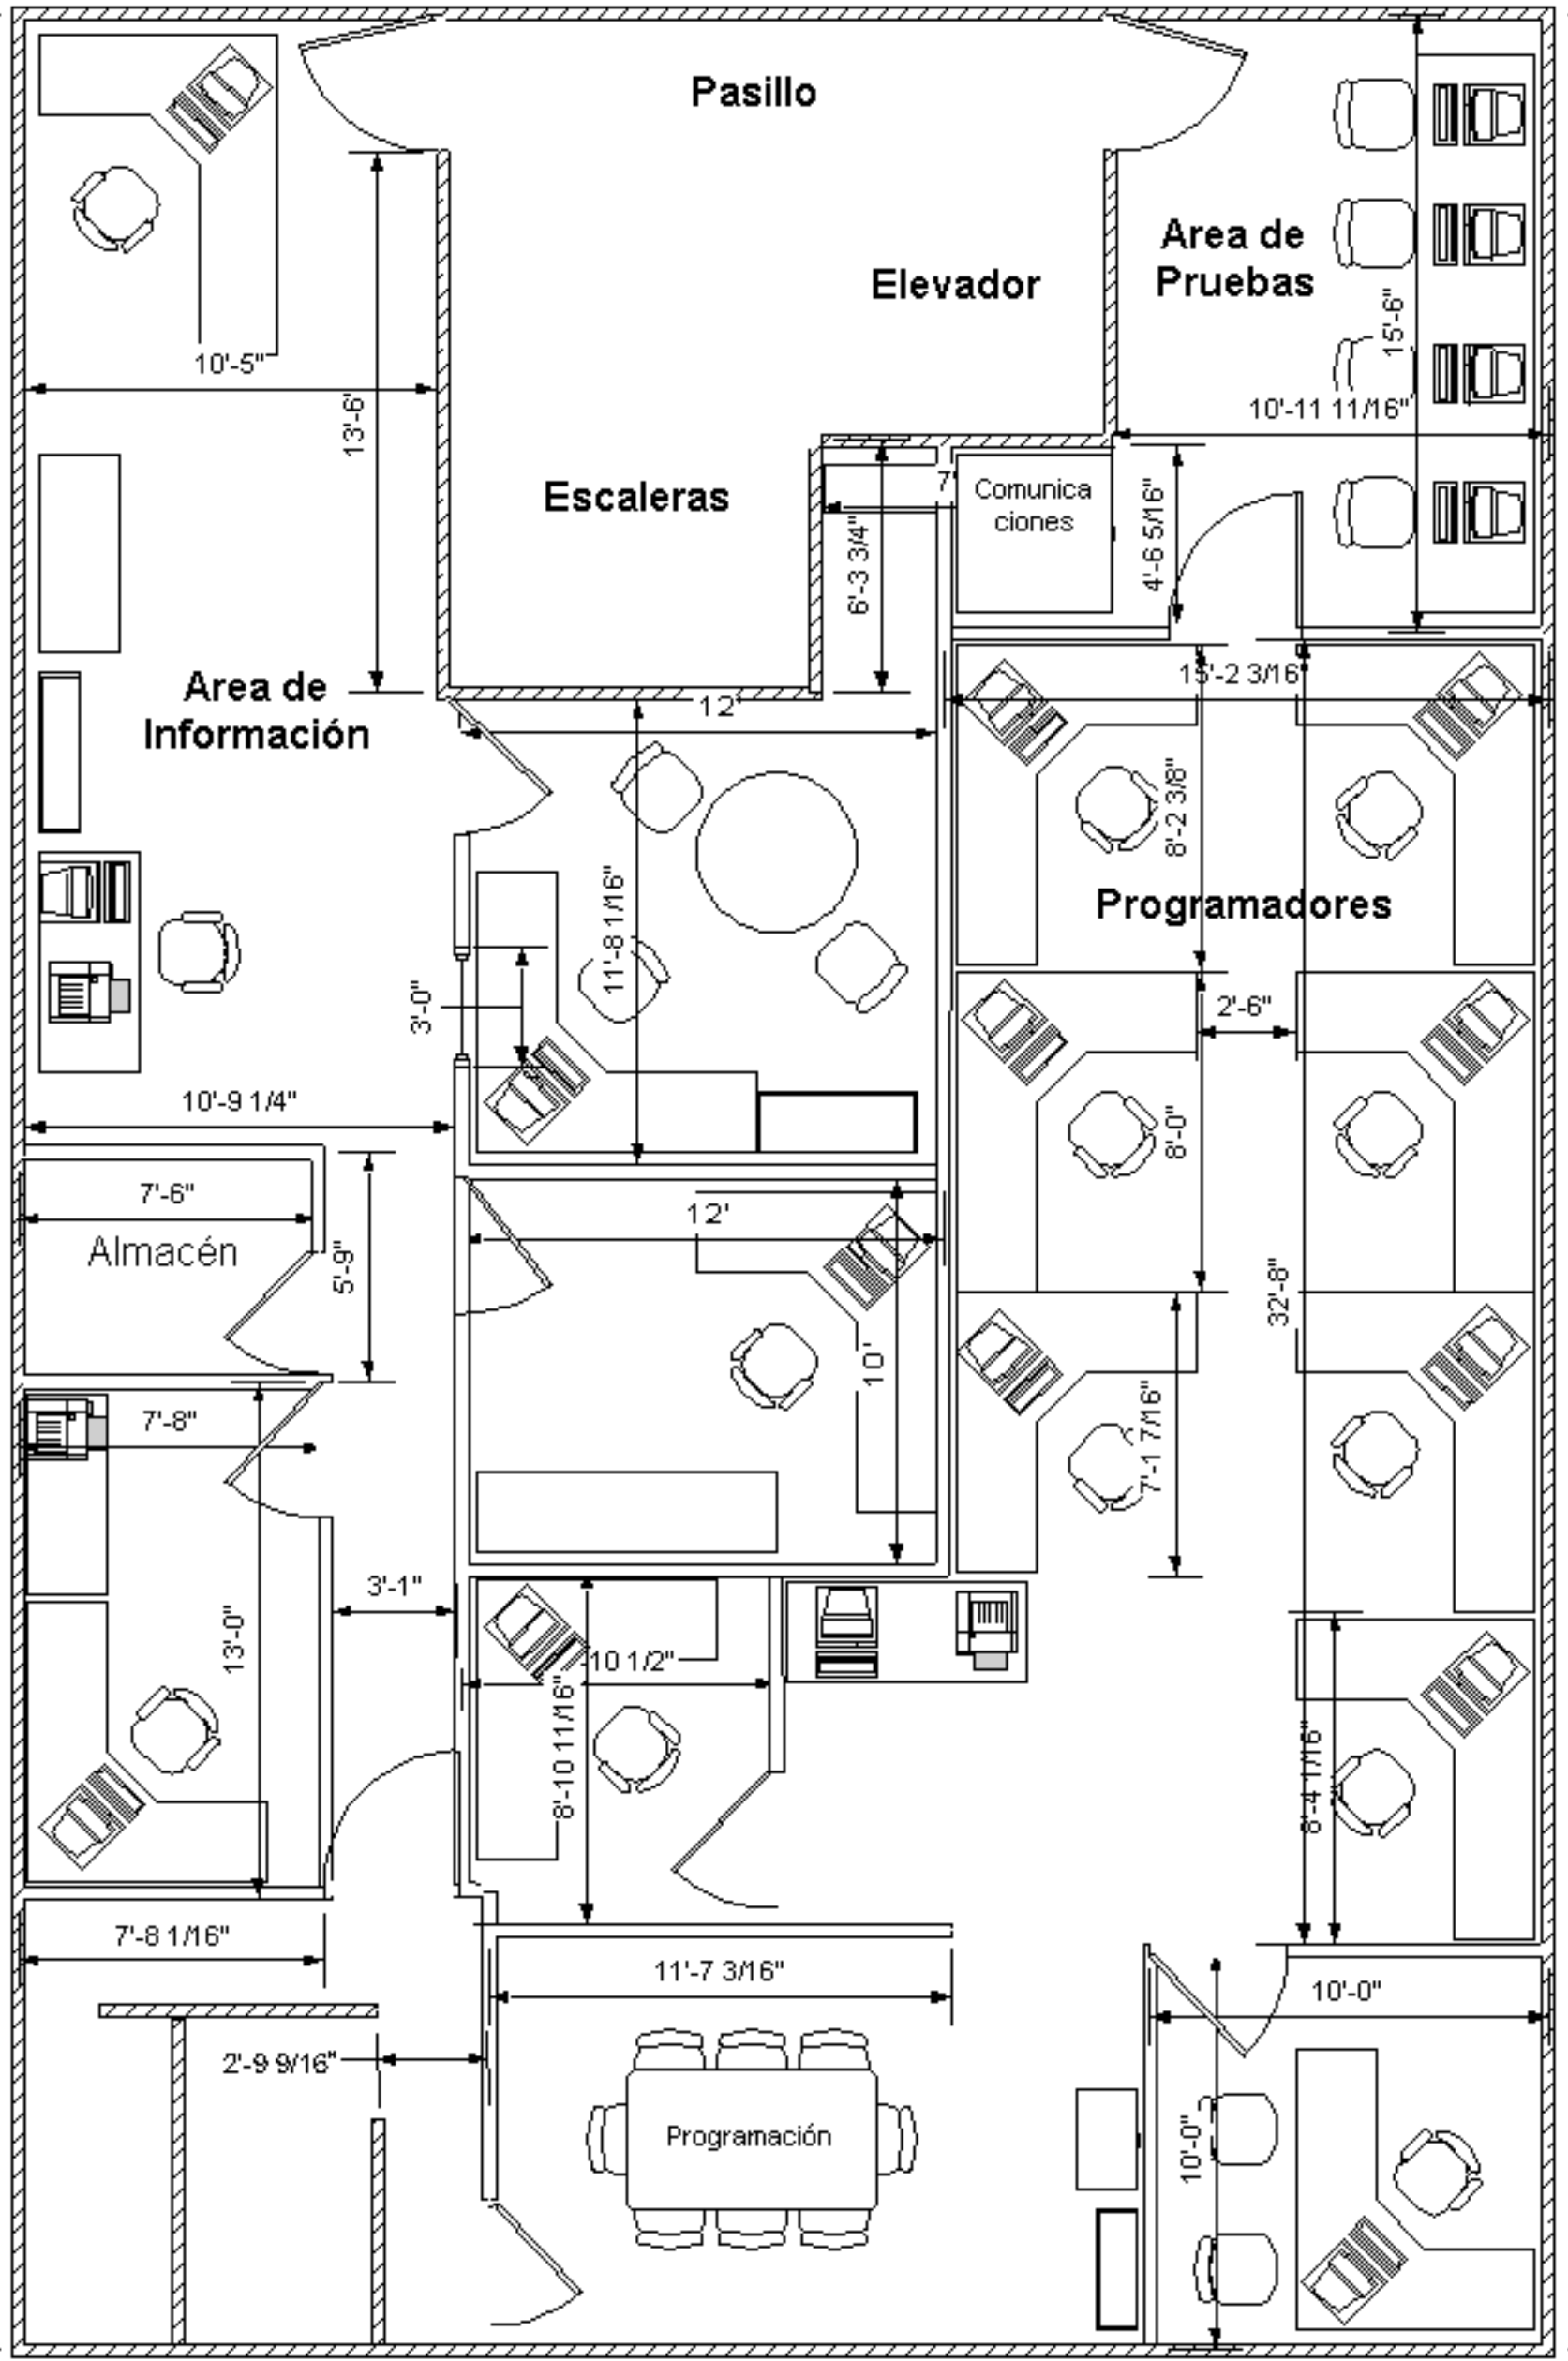 Pasillo
Area de
Pruebas
Elevador
15'-6"
10'-5"
13'-6'
10'-11 11/16"
Escaleras
7'
Comunica
ciones
4'-6 5/16"
6'-3 3/4"
Area de
Información
12'
15'-2 3/16
8'-2 3/8"
Programadores
11'-8 1/16"
3'-0"
2'-6"
10'-9 1/4"
8'-0"
7'-6"
Almacén
5'-9"
12'
32'-8"
10'
7'-8"
7'-1 7/16"
3'-1"
13'-0"
-10 1/2"
8'-10 11/16"
8'-4 1/16"
7'-8 1/16"
11'-7 3/16"
10'-0"
2'-9 9/16"
Programación
10'-0"